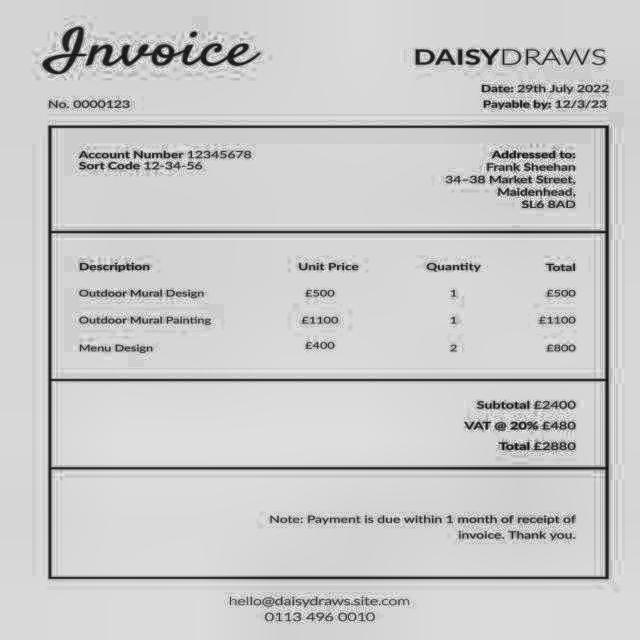 Invoice
DAISYDRAWS
Date: 29th July 2022
No. 0000123
Payable by: 12/3/23
Account Number 12345678
Sort Code 12-34-56
Addressed to:
Frank Sheehan
34-38 Market Street,
Maidenhead,
SL6 8AD
Description Unit Price Quantity Total
Outdoor Mural Design £500 1 £500
Outdoor Mural Painting £1100 1 £1100
Menu Design £400 2 £800
Subtotal £2400
VAT @ 20% £480
Total £2880
Note: Payment is due within 1 month of receipt of
invoice. Thank you.
hello@daisydraws.site.com
0113 496 0010